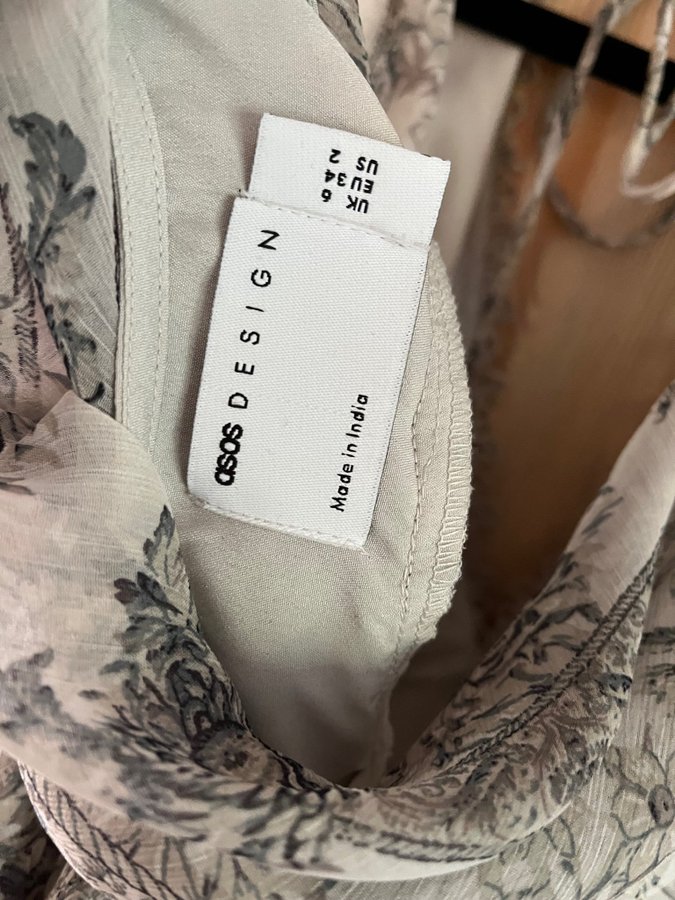 UK 6
EU 34
US 2
asos DESIGN
Made in India